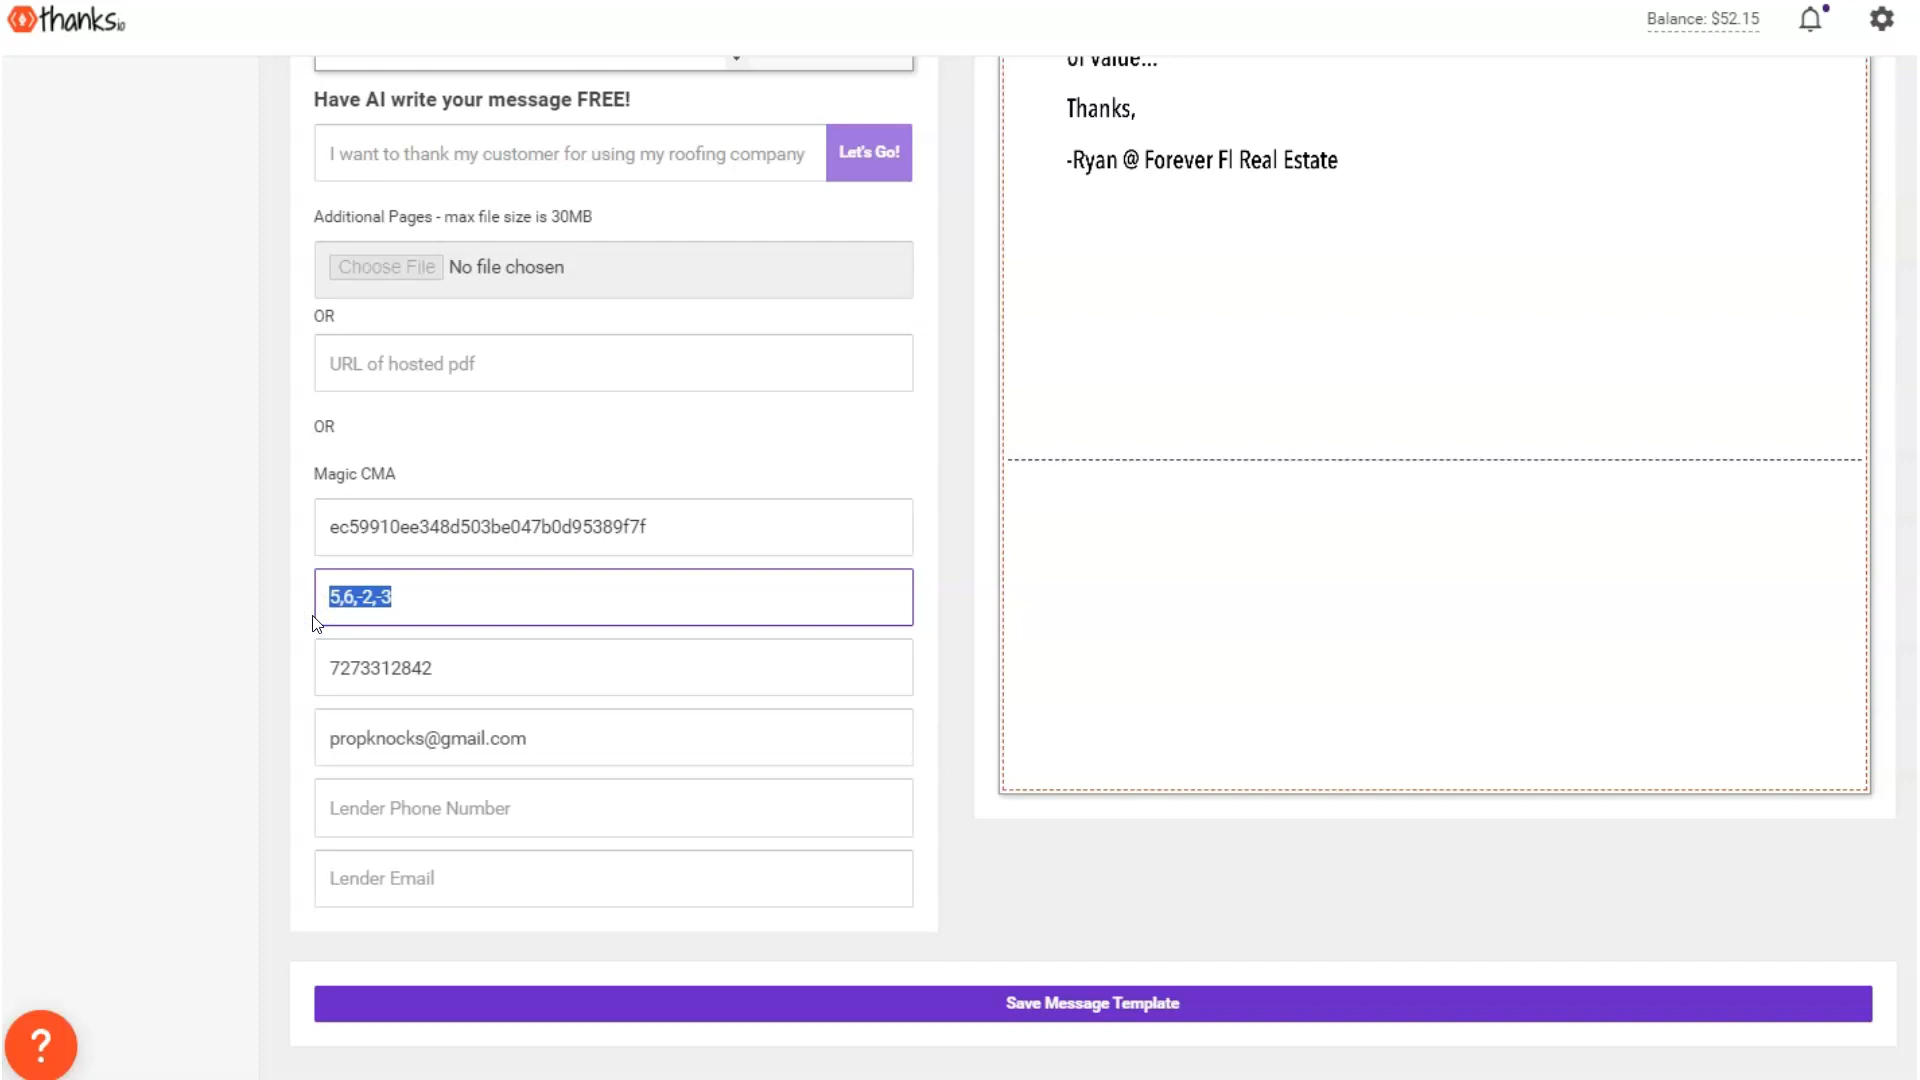 thanks.io
Balance: $52.15
Have AI write your message FREE!
I want to thank my customer for using my roofing company
Let's Go!
Additional Pages - max file size is 30MB
Choose File No file chosen
OR
URL of hosted pdf
OR
Magic CMA
ec59910ee348d503be047b0d95389f7f
5,6,-2,-3
7273312842
propknocks@gmail.com
Lender Phone Number
Lender Email
of value...
Thanks,
-Ryan @ Forever Fl Real Estate
Save Message Template
?